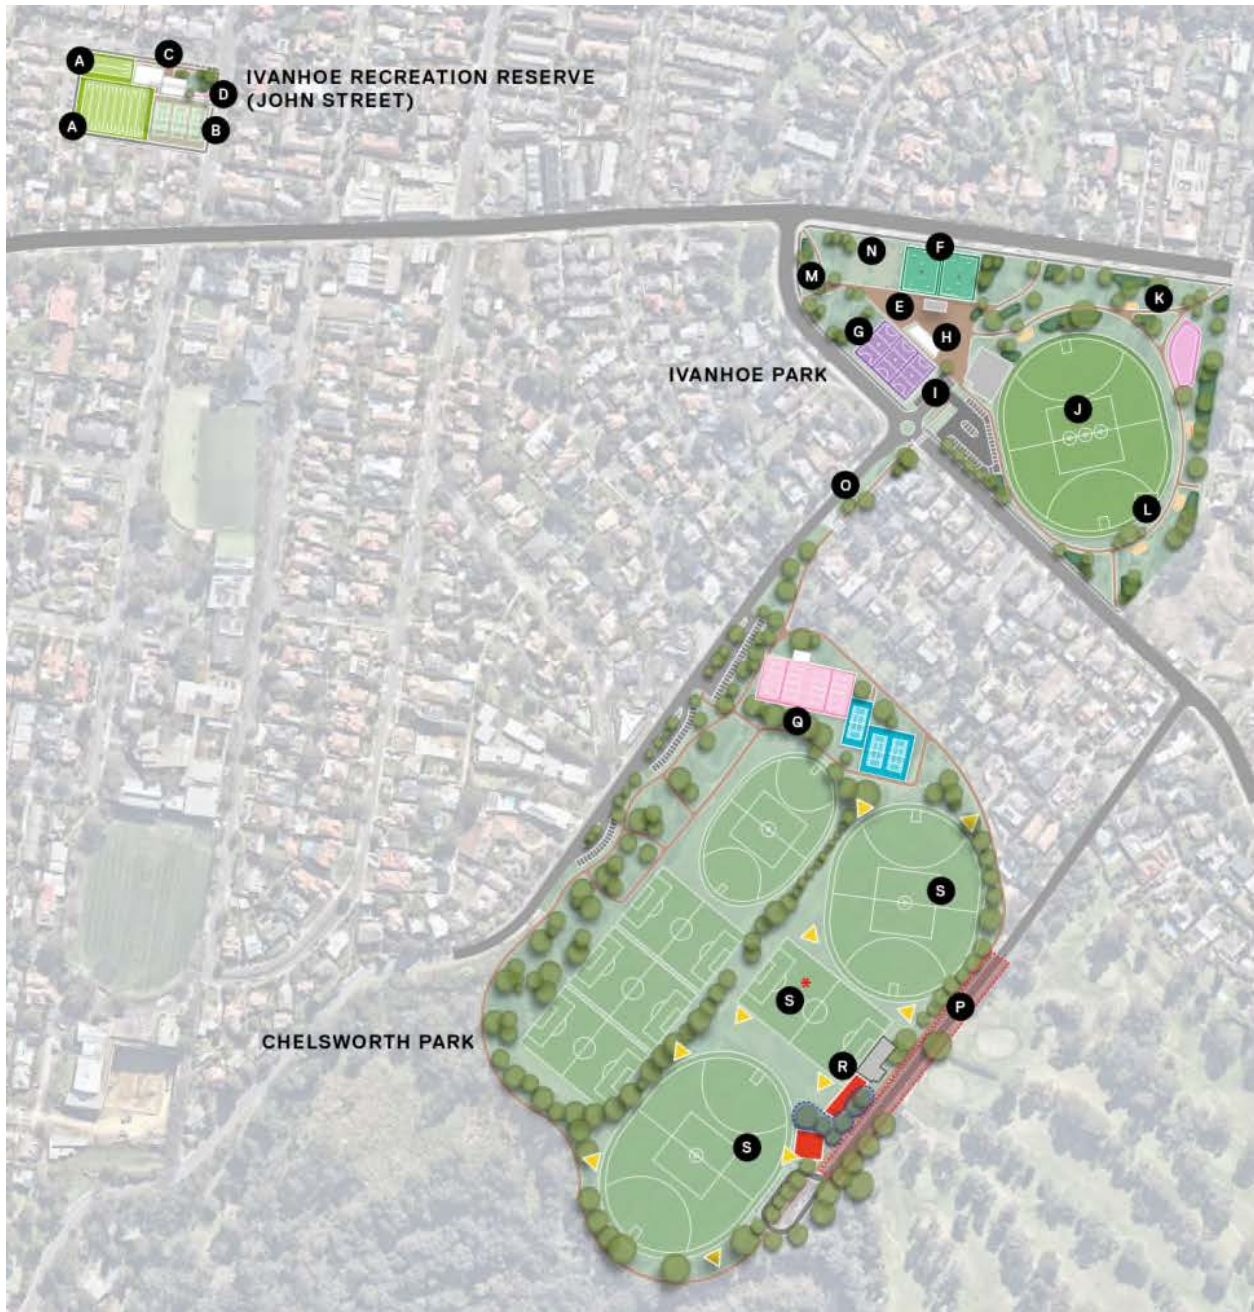 A
C
IVANHOE RECREATION RESERVE
(JOHN STREET)
D
A
B
N
F
M
E
K
G
H
IVANHOE PARK
I
J
O
L
Q
S
S
P
CHELSWORTH PARK
R
S